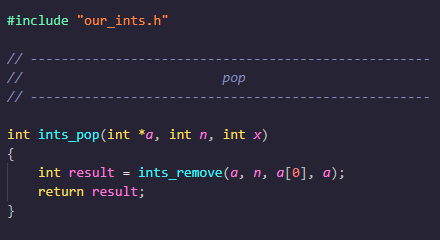 #include "our_ints.h"
// ----------------------------------------------------
// pop
// ----------------------------------------------------
int ints_pop(int *a, int n, int x)
{
int result = ints_remove(a, n, a[0], a);
return result;
}